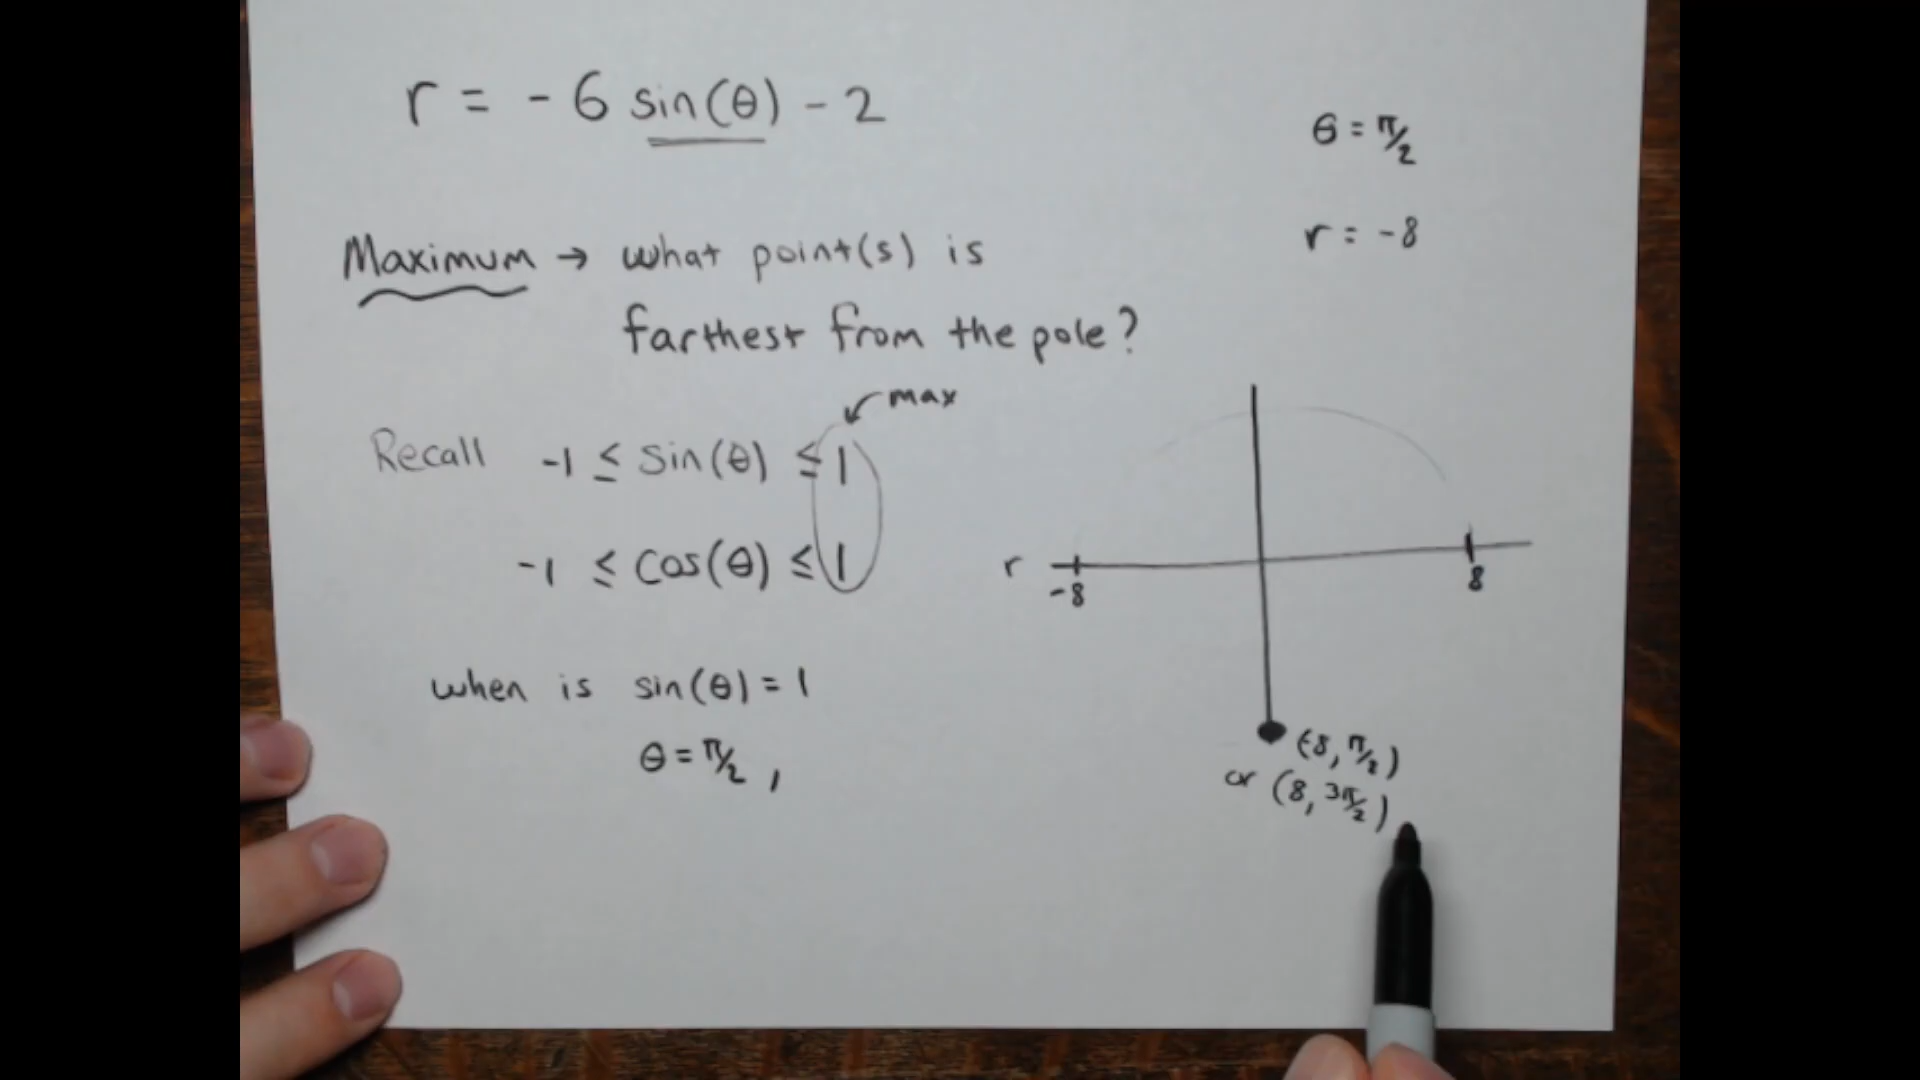 r = - 6 sin(θ) - 2
θ = π/2
r = -8
Maximum → what point(s) is
farthest from the pole?
max
Recall -1 ≤ sin(θ) ≤ 1
-1 ≤ cos(θ) ≤ 1
r
-8
8
when is sin(θ) = 1
θ = π/2 ,
(-8, π/2)
or (8, 3π/2)